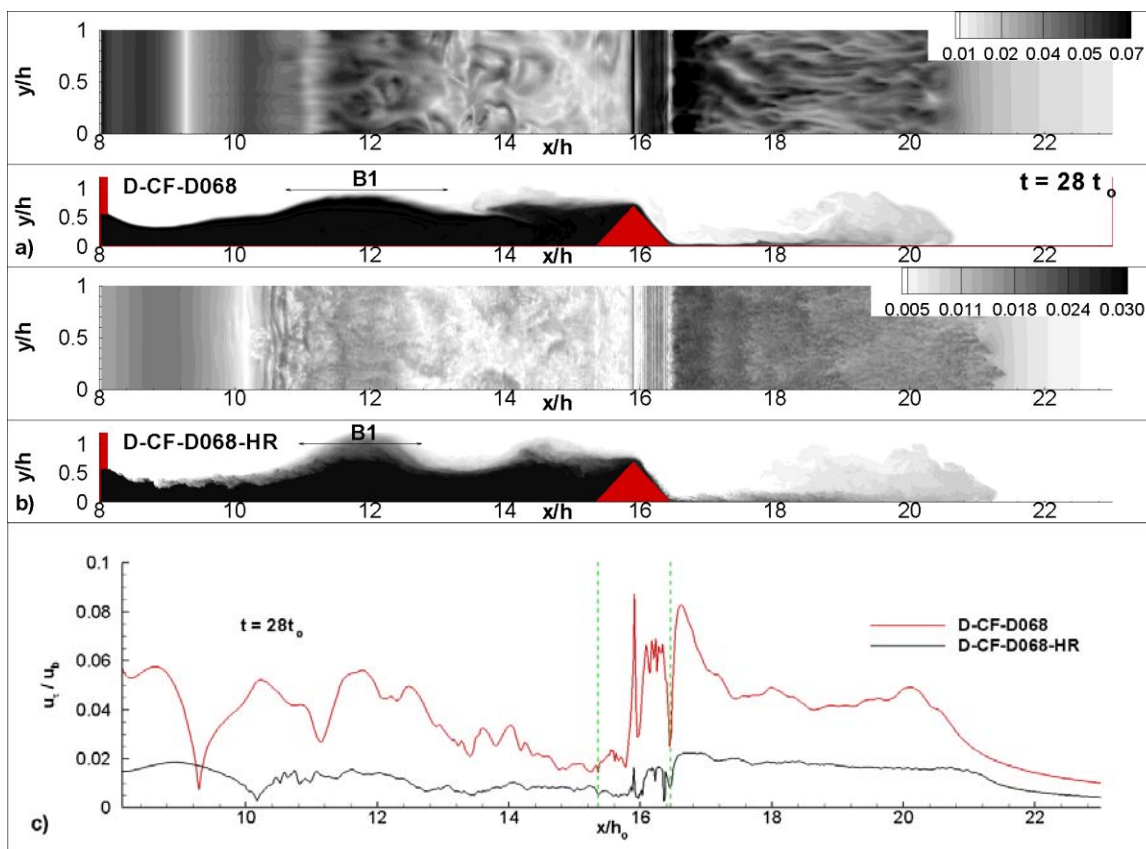 1
0.5
0
y/h
0.01 0.02 0.04 0.05 0.07
8 10 12 14 16 18 20 22
x/h
1
0.5
0
y/h
D-CF-D068
B1
t = 28 t o
a)
8 10 12 14 16 18 20 22
x/h
1
0.5
0
y/h
0.005 0.011 0.018 0.024 0.030
8 10 12 14 16 18 20 22
x/h
1
0.5
0
y/h
D-CF-D068-HR
B1
b)
8 10 12 14 16 18 20 22
x/h
0.1
0.08
0.06
0.04
0.02
0
uτ / ub
t = 28to
D-CF-D068
D-CF-D068-HR
10 12 14 16 18 20 22
x/ho
c)